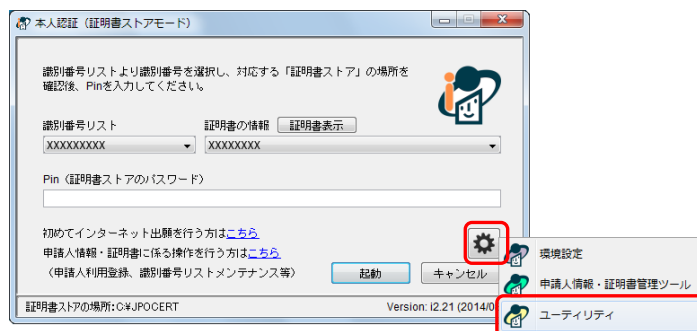 本人認証（証明書ストアモード）
識別番号リストより識別番号を選択し、対応する「証明書ストア」の場所を
確認後、Pinを入力してください。
識別番号リスト 証明書の情報 証明書表示
XXXXXXXXX XXXXXXXX
Pin（証明書ストアのパスワード）
初めてインターネット出願を行う方はこちら
申請人情報・証明書に係る操作を行う方はこちら
（申請人利用登録、識別番号リストメンテナンス等） 起動 キャンセル
証明書ストアの場所:C:¥JPOCERT Version: i2.21 (2014/0
環境設定
申請人情報・証明書管理ツール
ユーティリティ